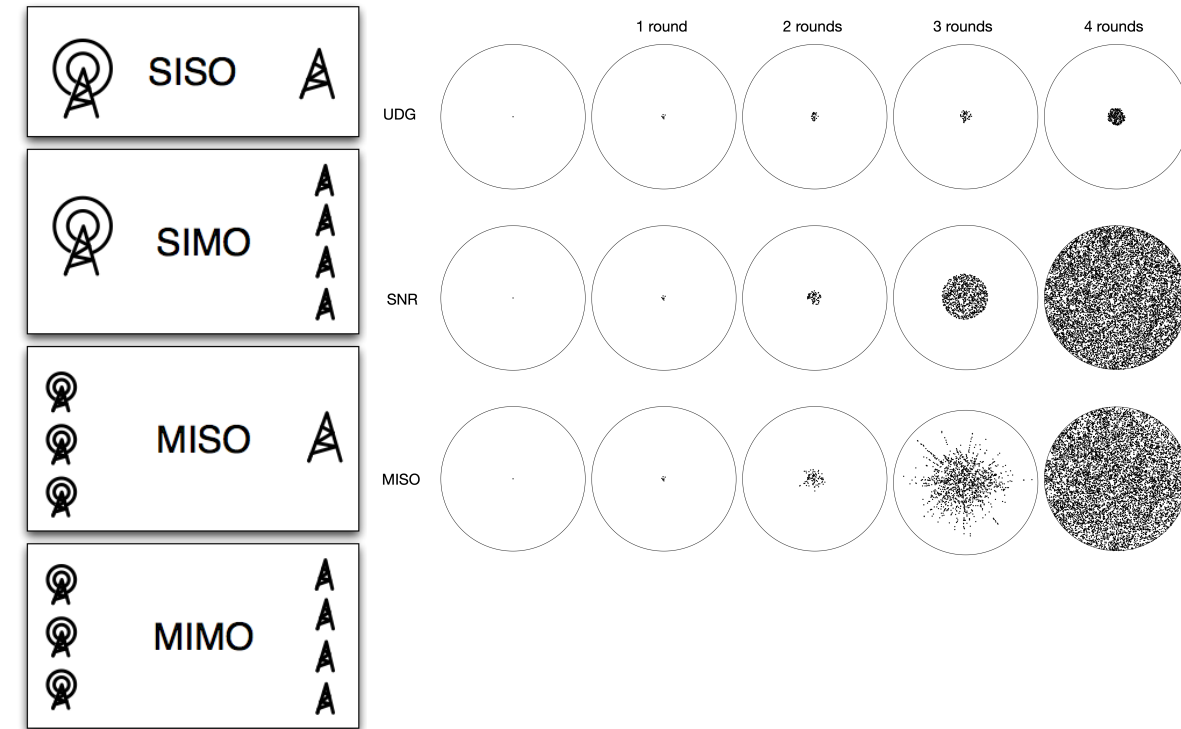 SISO
SIMO
MISO
MIMO
1 round 2 rounds 3 rounds 4 rounds
UDG
SNR
MISO